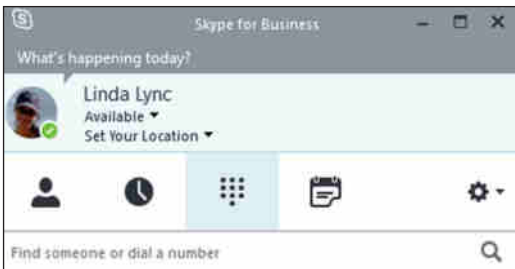 Skype for Business
What's happening today?
Linda Lync
Available
Set Your Location
Find someone or dial a number